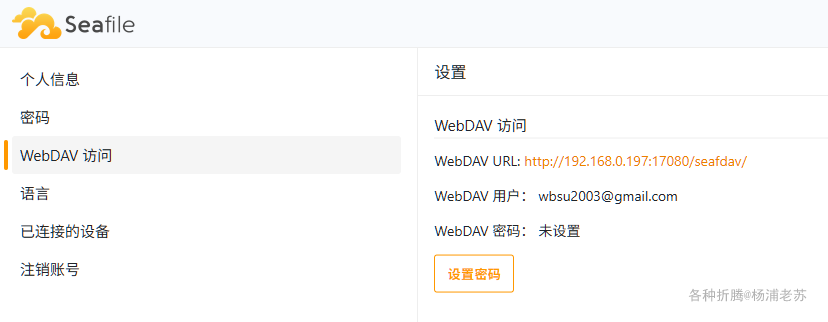 Seafile
个人信息
密码
WebDAV 访问
语言
已连接的设备
注销账号
设置
WebDAV 访问
WebDAV URL: http://192.168.0.197:17080/seafdav/
WebDAV 用户： wbsu2003@gmail.com
WebDAV 密码： 未设置
设置密码
各种折腾@杨浦老苏